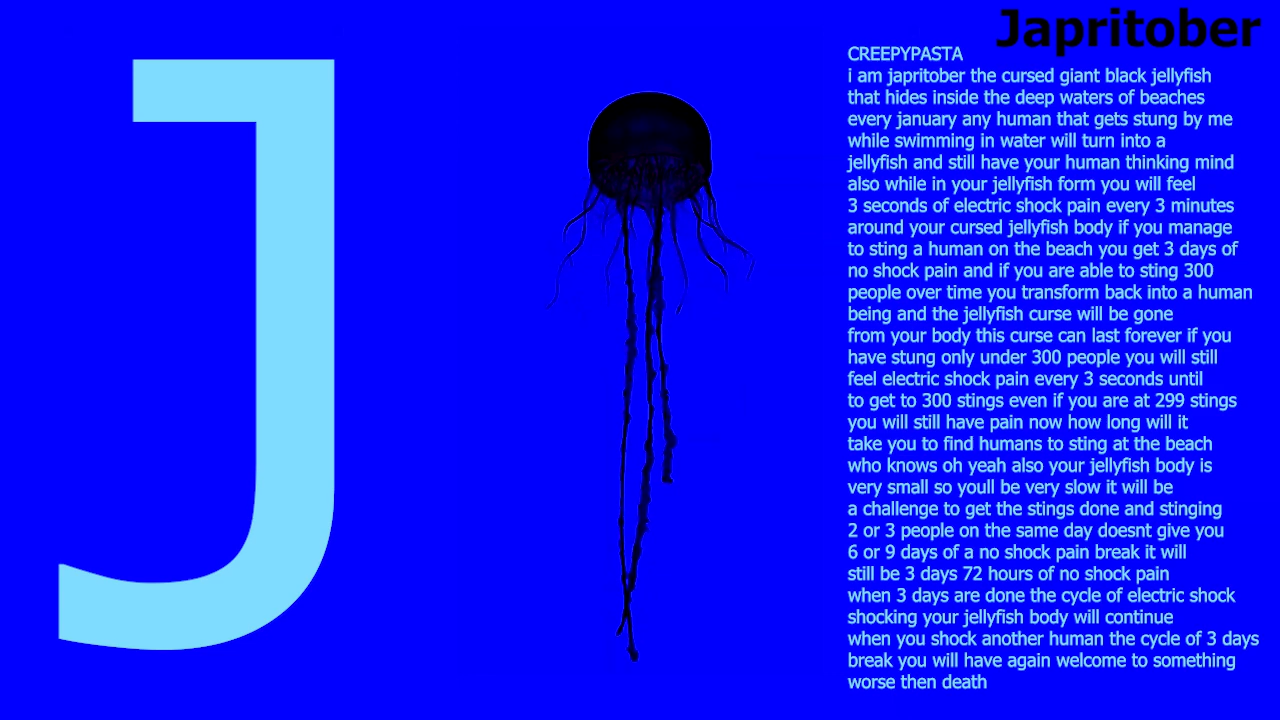 J
Japritober
CREEPYPASTA
i am japritober the cursed giant black jellyfish
that hides inside the deep waters of beaches
every january any human that gets stung by me
while swimming in water will turn into a
jellyfish and still have your human thinking mind
also while in your jellyfish form you will feel
3 seconds of electric shock pain every 3 minutes
around your cursed jellyfish body if you manage
to sting a human on the beach you get 3 days of
no shock pain and if you are able to sting 300
people over time you transform back into a human
being and the jellyfish curse will be gone
from your body this curse can last forever if you
have stung only under 300 people you will still
feel electric shock pain every 3 seconds until
to get to 300 stings even if you are at 299 stings
you will still have pain now how long will it
take you to find humans to sting at the beach
who knows oh yeah also your jellyfish body is
very small so youll be very slow it will be
a challenge to get the stings done and stinging
2 or 3 people on the same day doesnt give you
6 or 9 days of a no shock pain break it will
still be 3 days 72 hours of no shock pain
when 3 days are done the cycle of electric shock
shocking your jellyfish body will continue
when you shock another human the cycle of 3 days
break you will have again welcome to something
worse then death